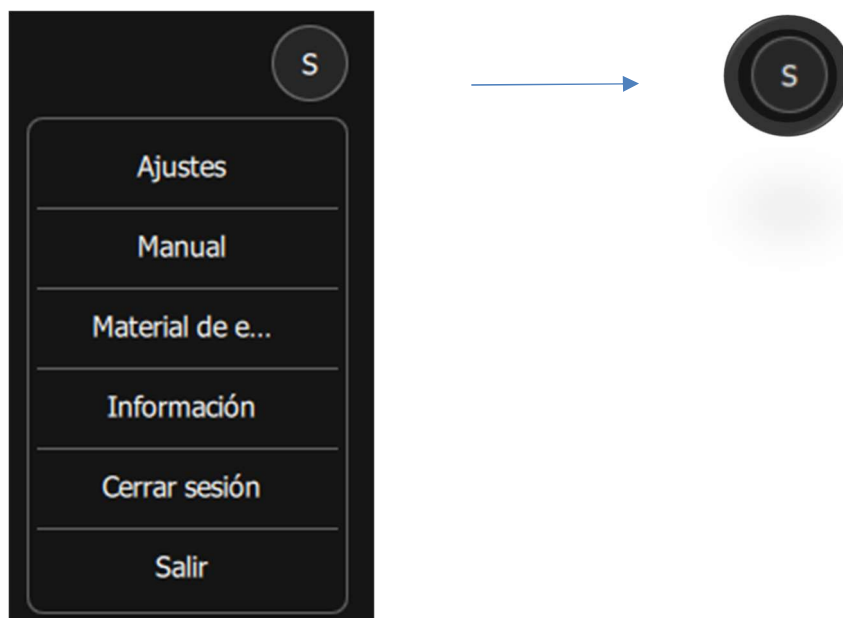 S
S
Ajustes
Manual
Material de e...
Información
Cerrar sesión
Salir